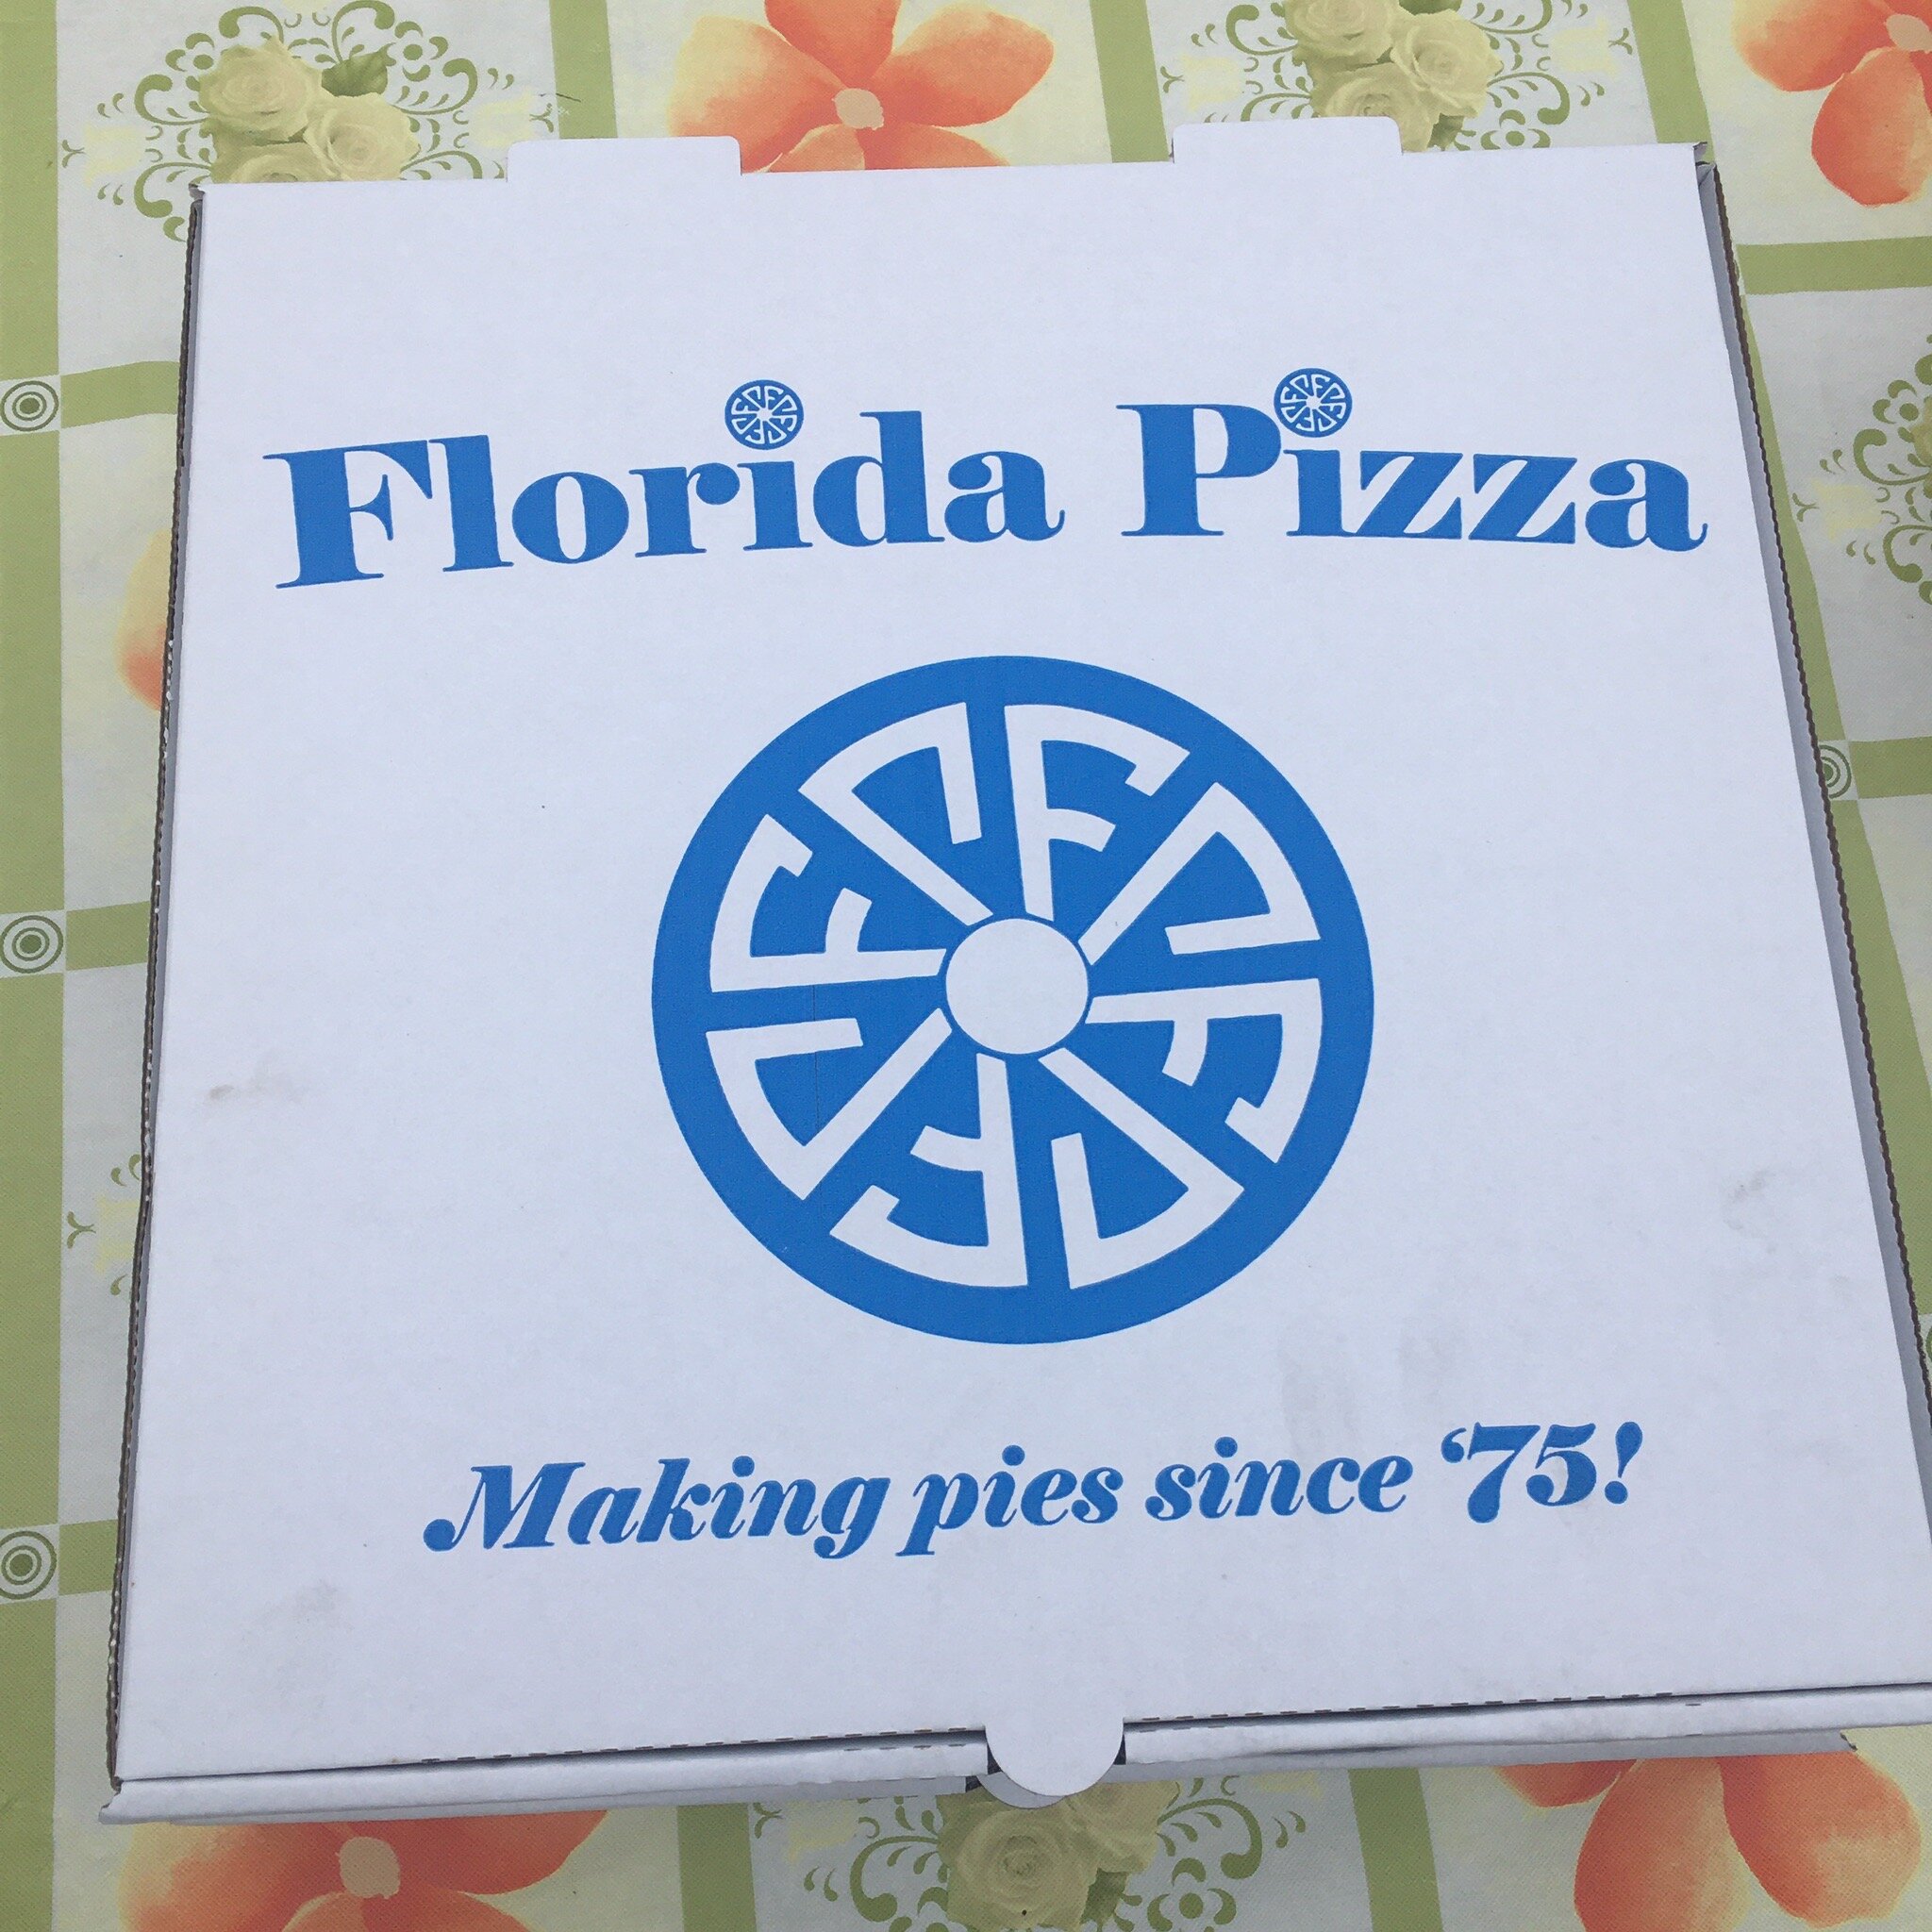 Florida Pizza
Making pies since ‘75!